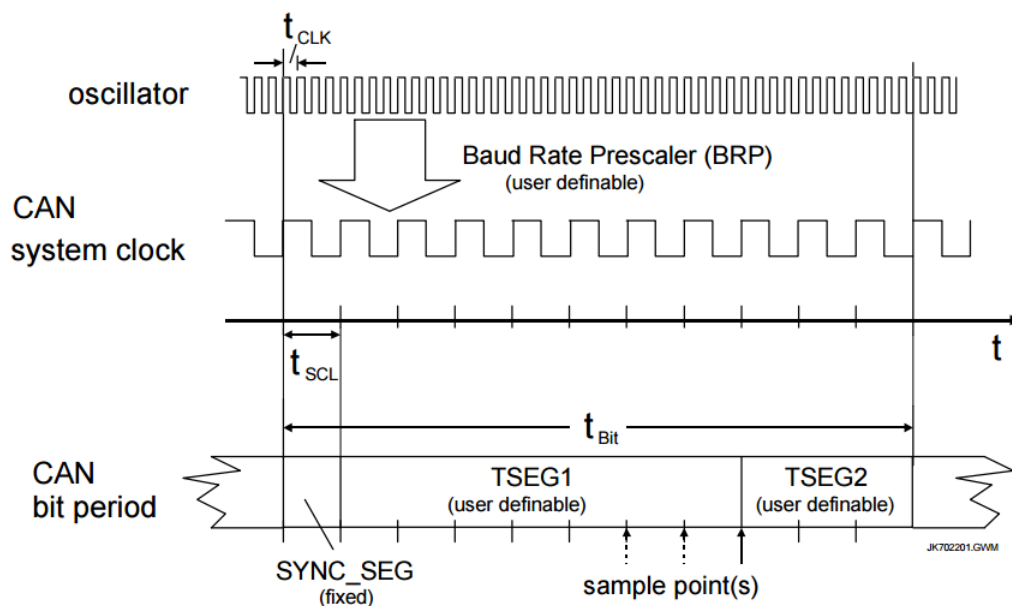 tCLK
oscillator
Baud Rate Prescaler (BRP)
(user definable)
CAN
system clock
t
tSCL
tBit
CAN
bit period
TSEG1
(user definable)
TSEG2
(user definable)
JK702201.GWM
SYNC_SEG
(fixed)
sample point(s)